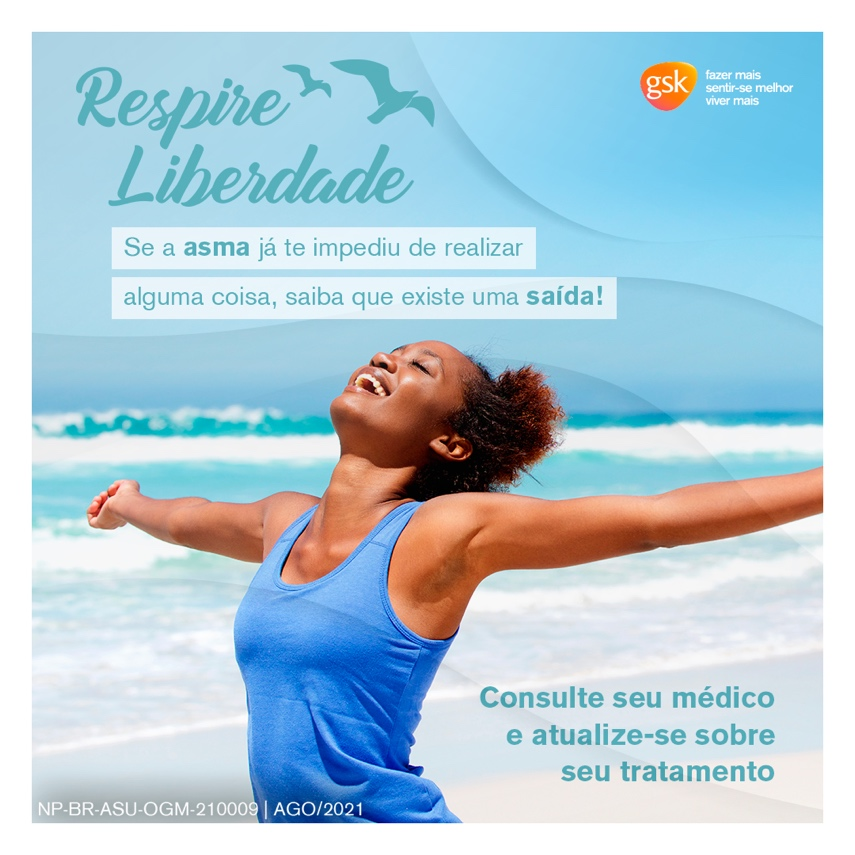 Respire
Liberdade
gsk
fazer mais
sentir-se melhor
viver mais
Se a asma já te impediu de realizar
alguma coisa, saiba que existe uma saída!
Consulte seu médico
e atualize-se sobre
seu tratamento
NP-BR-ASU-OGM-210009 | AGO/2021